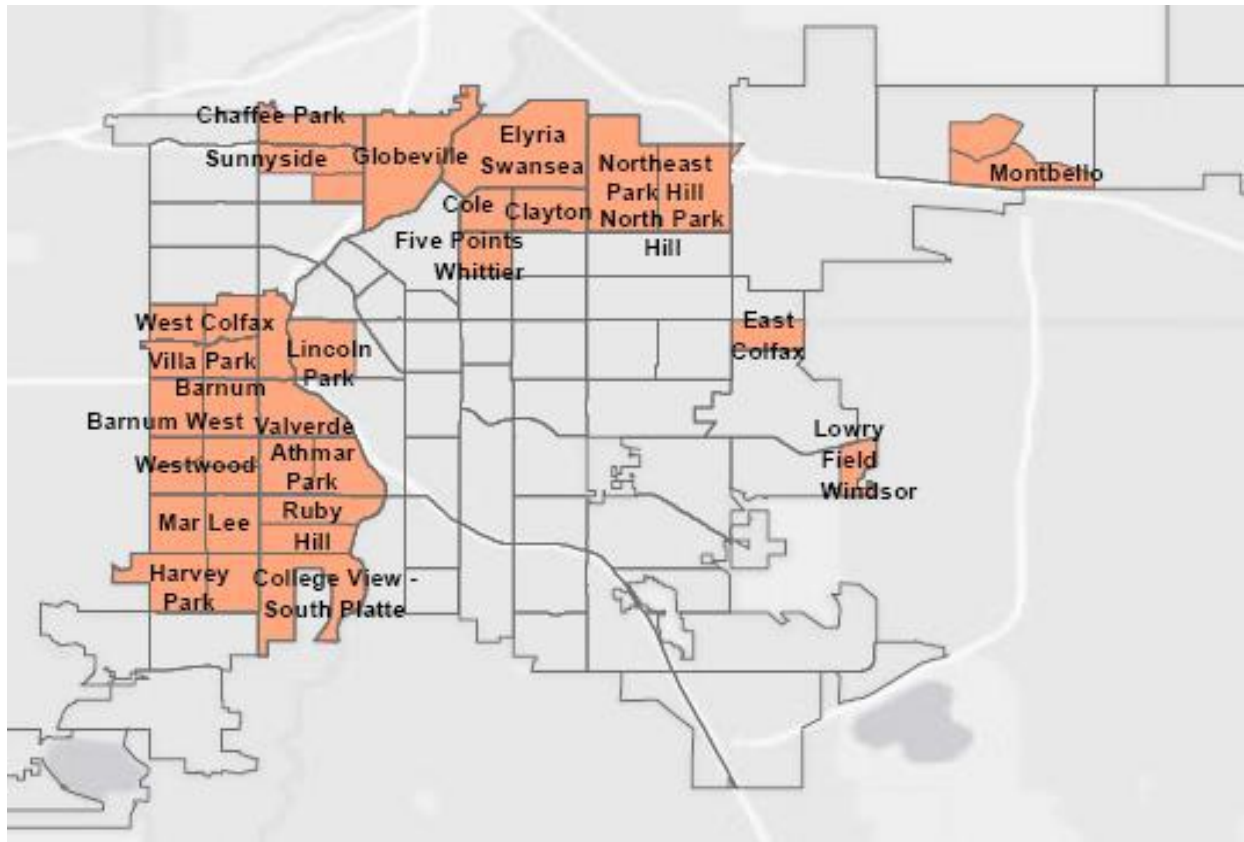 Chaffee Park
Sunnyside
Globeville
Elyria
Swansea
Northeast
Park Hill
North Park
Hill
Montbello
Cole
Clayton
Five Points
Whittier
West Colfax
Villa Park
Lincoln
Park
East
Colfax
Barnum
Barnum West
Valverde
Westwood
Athmar
Park
Lowry
Field
Windsor
Mar Lee
Ruby
Hill
Harvey
Park
College View -
South Platte